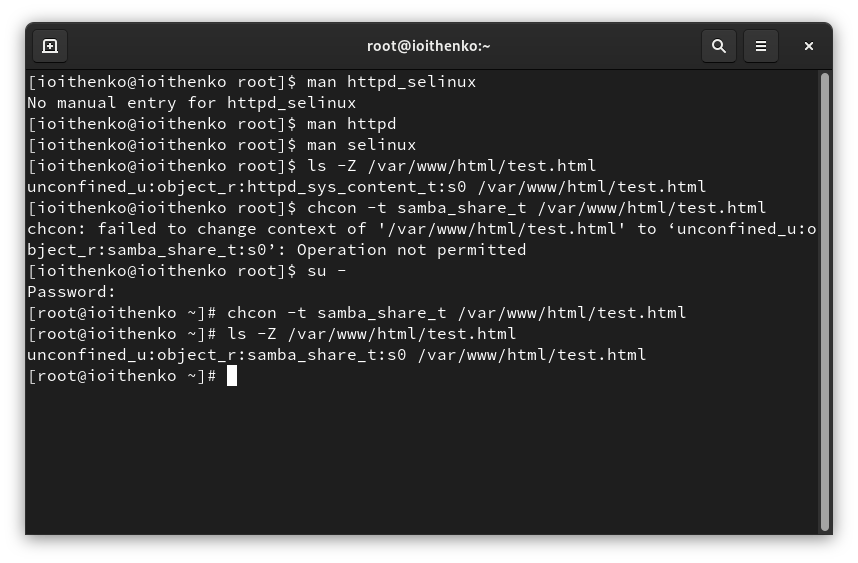 root@ioithenko:~
[ioithenko@ioithenko root]$ man httpd_selinux
No manual entry for httpd_selinux
[ioithenko@ioithenko root]$ man httpd
[ioithenko@ioithenko root]$ man selinux
[ioithenko@ioithenko root]$ ls -Z /var/www/html/test.html
unconfined_u:object_r:httpd_sys_content_t:s0 /var/www/html/test.html
[ioithenko@ioithenko root]$ chcon -t samba_share_t /var/www/html/test.html
chcon: failed to change context of '/var/www/html/test.html' to ‘unconfined_u:o
bject_r:samba_share_t:s0’: Operation not permitted
[ioithenko@ioithenko root]$ su -
Password:
[root@ioithenko ~]# chcon -t samba_share_t /var/www/html/test.html
[root@ioithenko ~]# ls -Z /var/www/html/test.html
unconfined_u:object_r:samba_share_t:s0 /var/www/html/test.html
[root@ioithenko ~]#